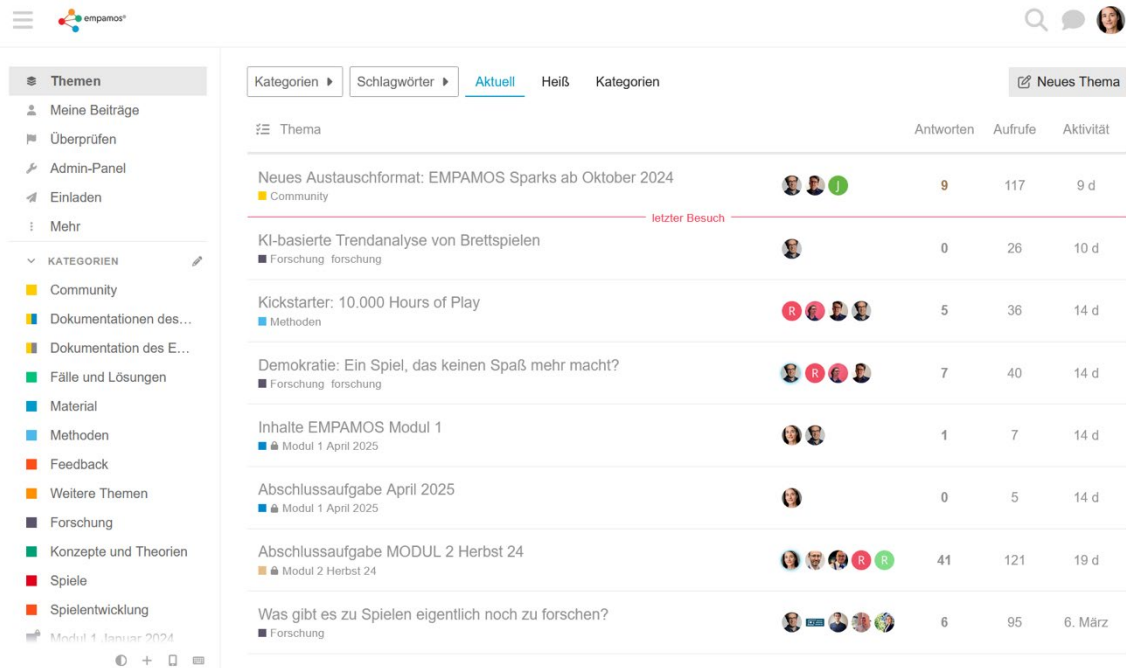 empamos®
Themen
Meine Beiträge
Überprüfen
Admin-Panel
Einladen
Mehr
KATEGORIEN
Community
Dokumentationen des…
Dokumentation des E…
Fälle und Lösungen
Material
Methoden
Feedback
Weitere Themen
Forschung
Konzepte und Theorien
Spiele
Spielentwicklung
Modul 1 Januar 2024
Kategorien Schlagwörter Aktuell Heiß Kategorien Neues Thema
Thema Antworten Aufrufe Aktivität
Neues Austauschformat: EMPAMOS Sparks ab Oktober 2024 J 9 117 9 d
Community
letzter Besuch
KI-basierte Trendanalyse von Brettspielen 0 26 10 d
Forschung forschung
Kickstarter: 10.000 Hours of Play R 5 36 14 d
Methoden
Demokratie: Ein Spiel, das keinen Spaß mehr macht? R 7 40 14 d
Forschung forschung
Inhalte EMPAMOS Modul 1 1 7 14 d
Modul 1 April 2025
Abschlussaufgabe April 2025 0 5 14 d
Modul 1 April 2025
Abschlussaufgabe MODUL 2 Herbst 24 R R 41 121 19 d
Modul 2 Herbst 24
Was gibt es zu Spielen eigentlich noch zu forschen? 6 95 6. März
Forschung